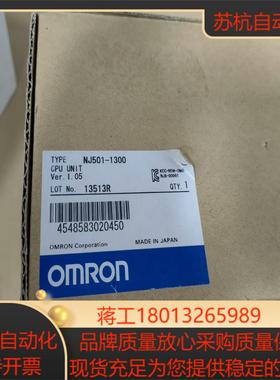 苏杭自动
TYPE NJ501-1300
CPU UNIT
Ver. 1.05
LOT No. 13513R
QTY. 1
4548583020450
OMRON Corporation
MADE IN JAPAN
OMRON
蒋工18013265989
自动化
品牌质量放心采购质量保
寺开票
现货充足为您提供稳定的